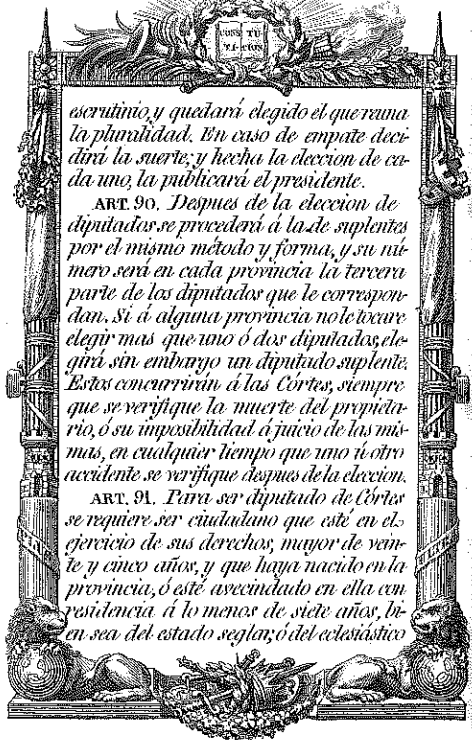 CONSTU
TICION
escrutinio, y quedará elegido el que reuna
la pluralidad. En caso de empate deci-
dirá la suerte; y hecha la eleccion de ca-
da uno, la publicará el presidente.
ART. 90. Despues de la eleccion de
diputados se procederá á la de suplentes
por el mismo método y forma, y su nú-
mero será en cada provincia la tercera
parte de los diputados que le correspon-
dan. Si á alguna provincia no le tocare
elegir mas que uno ó dos diputados, ele-
girá sin embargo un diputado suplente.
Estos concurrirán á las Córtes, siempre
que se verifique la muerte del propieta-
rio, ó su imposibilidad á juicio de las mis-
mas, en cualquier tiempo que uno ú otro
accidente se verifique despues de la eleccion.
ART. 91. Para ser diputado de Córtes
se requiere ser ciudadano que esté en el
ejercicio de sus derechos, mayor de vein-
te y cinco años, y que haya nacido en la
provincia, ó esté avecindado en ella con
residencia á lo menos de siete años, bi-
en sea del estado seglar, ó del eclesiástico